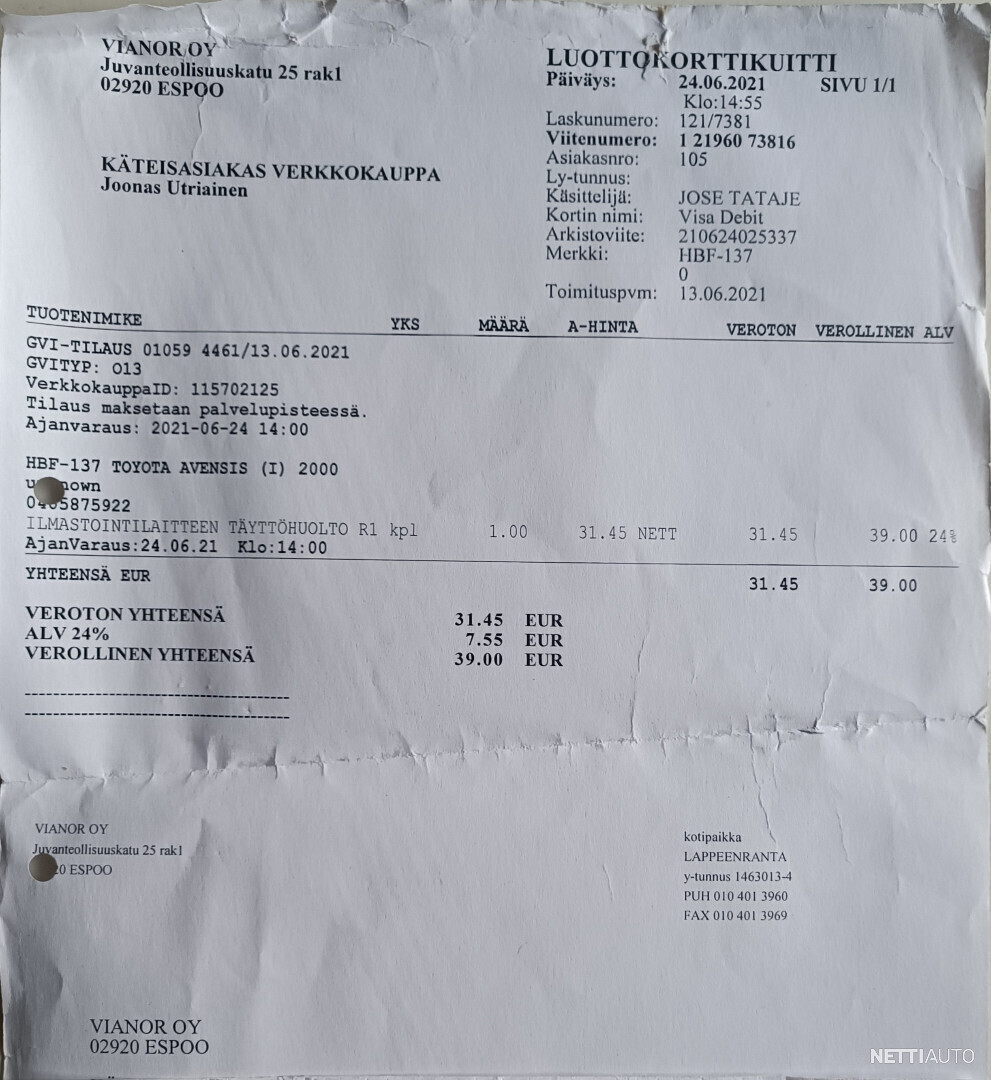 VIANOR OY
Juvanteollisuuskatu 25 rak1
02920 ESPOO
KÄTEISASIAKAS VERKKOKAUPPA
Joonas Utriainen
LUOTTOKORTTIKUITTI
Päiväys: 24.06.2021 SIVU 1/1
Klo:14:55
Laskunumero: 121/7381
Viitenumero: 1 21960 73816
Asiakasnro: 105
Ly-tunnus:
Käsittelijä: JOSE TATAJE
Kortin nimi: Visa Debit
Arkistoviite: 210624025337
Merkki: HBF-137
0
Toimituspvm: 13.06.2021
TUOTENIMIKE YKS MÄÄRÄ A-HINTA VEROTON VEROLLINEN ALV
GVI-TILAUS 01059 4461/13.06.2021
GVITYP: O13
VerkkokauppaID: 115702125
Tilaus maksetaan palvelupisteessä.
Ajanvaraus: 2021-06-24 14:00
HBF-137 TOYOTA AVENSIS (I) 2000
ILMASTOINTILAITTEEN TÄYTTÖHUOLTO R1 kpl 1.00 31.45 NETT 31.45 39.00 24%
AjanVaraus:24.06.21 Klo:14:00
YHTEENSÄ EUR 31.45 39.00
VEROTON YHTEENSÄ 31.45 EUR
ALV 24% 7.55 EUR
VEROLLINEN YHTEENSÄ 39.00 EUR
VIANOR OY
Juvanteollisuuskatu 25 rak1
ESPOO
kotipaikka
LAPPEENRANTA
y-tunnus 1463013-4
PUH 010 401 3960
FAX 010 401 3969
VIANOR OY
02920 ESPOO
NETTIAUTO